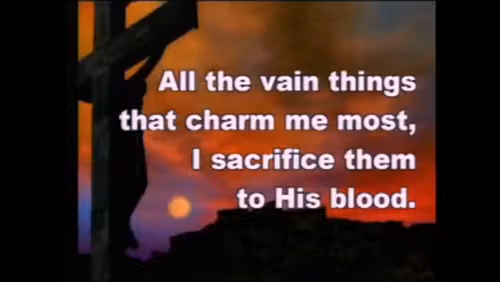 All the vain things
that charm me most,
I sacrifice them
to His blood.